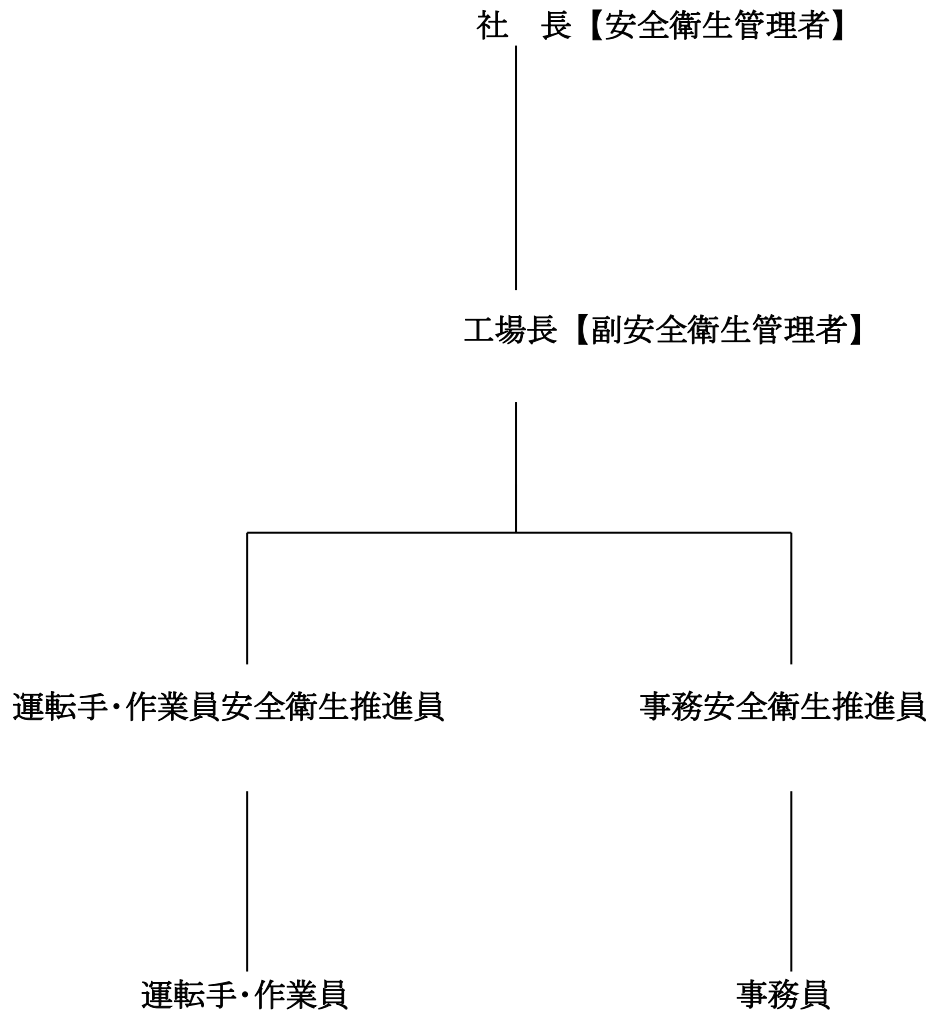 社　長【安全衛生管理者】
工場長【副安全衛生管理者】
運転手・作業員安全衛生推進員
事務安全衛生推進員
運転手・作業員
事務員